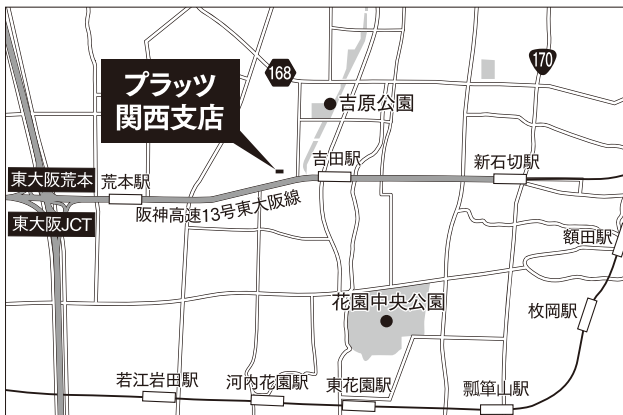 170
168
プラッツ
関西支店
吉原公園
吉田駅
新石切駅
東大阪荒本
荒本駅
阪神高速13号東大阪線
東大阪JCT
額田駅
花園中央公園
枚岡駅
若江岩田駅
河内花園駅
東花園駅
瓢箪山駅